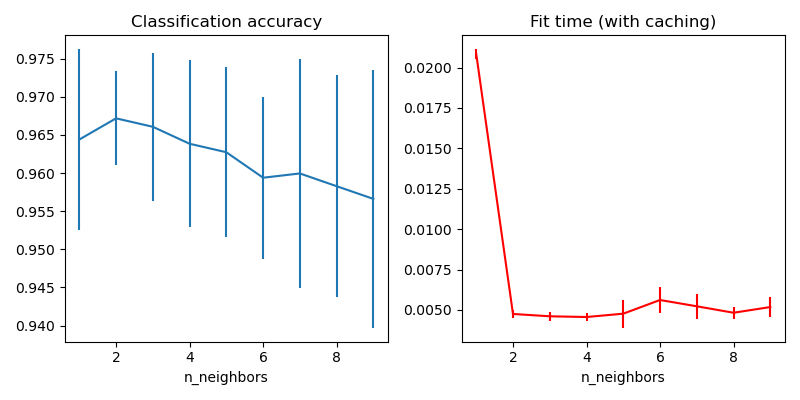 Classification accuracy
0.975
0.970
0.965
0.960
0.955
0.950
0.945
0.940
2 4 6 8
n_neighbors
Fit time (with caching)
0.0200
0.0175
0.0150
0.0125
0.0100
0.0075
0.0050
2 4 6 8
n_neighbors